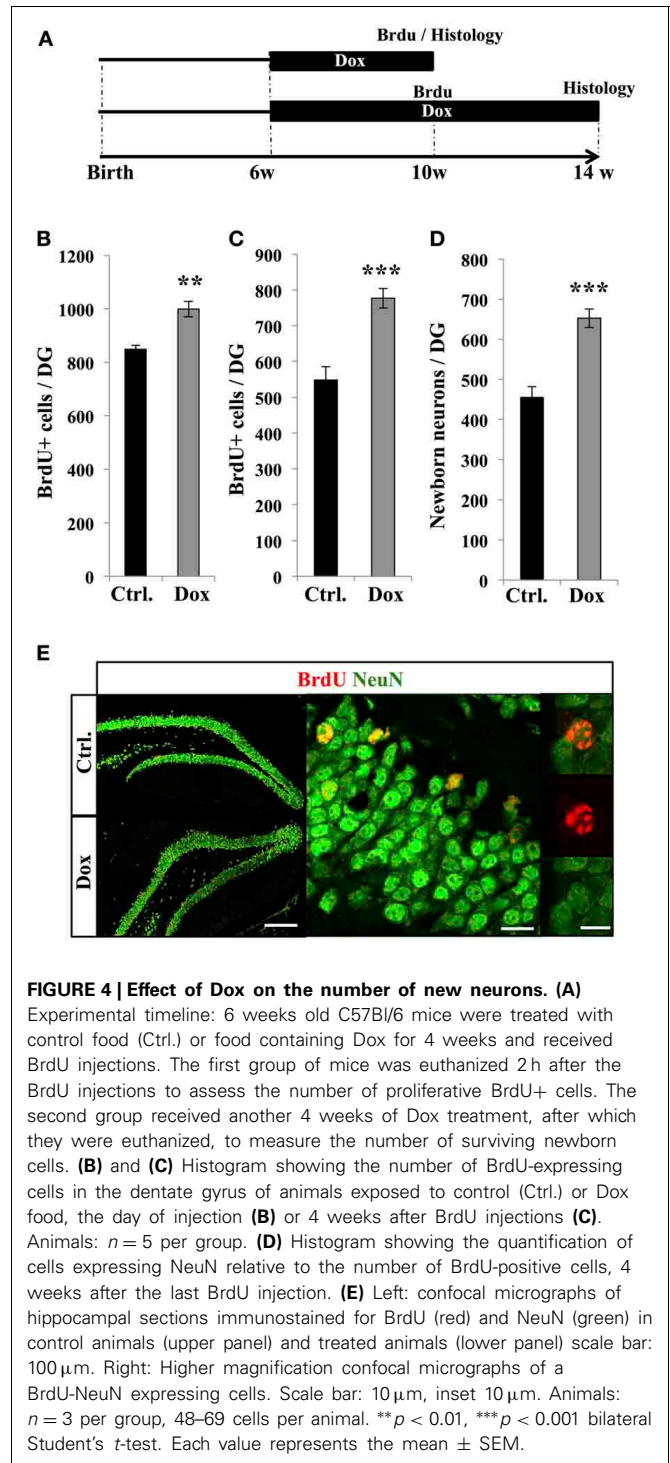 A
Brdu / Histology
Dox
Brdu
Histology
Dox
Birth
6w
10w
14 w
B
C
D
1200
1000
800
600
400
200
0
BrdU+ cells / DG
**
Ctrl.
Dox
900
800
700
600
500
400
300
200
100
0
BrdU+ cells / DG
***
Ctrl.
Dox
800
700
600
500
400
300
200
100
0
Newborn neurons / DG
***
Ctrl.
Dox
E
BrdU NeuN
Ctrl.
Dox
FIGURE 4 | Effect of Dox on the number of new neurons. (A)
Experimental timeline: 6 weeks old C57Bl/6 mice were treated with
control food (Ctrl.) or food containing Dox for 4 weeks and received
BrdU injections. The first group of mice was euthanized 2 h after the
BrdU injections to assess the number of proliferative BrdU+ cells. The
second group received another 4 weeks of Dox treatment, after which
they were euthanized, to measure the number of surviving newborn
cells. (B) and (C) Histogram showing the number of BrdU-expressing
cells in the dentate gyrus of animals exposed to control (Ctrl.) or Dox
food, the day of injection (B) or 4 weeks after BrdU injections (C).
Animals: n = 5 per group. (D) Histogram showing the quantification of
cells expressing NeuN relative to the number of BrdU-positive cells, 4
weeks after the last BrdU injection. (E) Left: confocal micrographs of
hippocampal sections immunostained for BrdU (red) and NeuN (green) in
control animals (upper panel) and treated animals (lower panel) scale bar:
100 μm. Right: Higher magnification confocal micrographs of a
BrdU-NeuN expressing cells. Scale bar: 10 μm, inset 10 μm. Animals:
n = 3 per group, 48–69 cells per animal. **p < 0.01, ***p < 0.001 bilateral
Student's t-test. Each value represents the mean ± SEM.